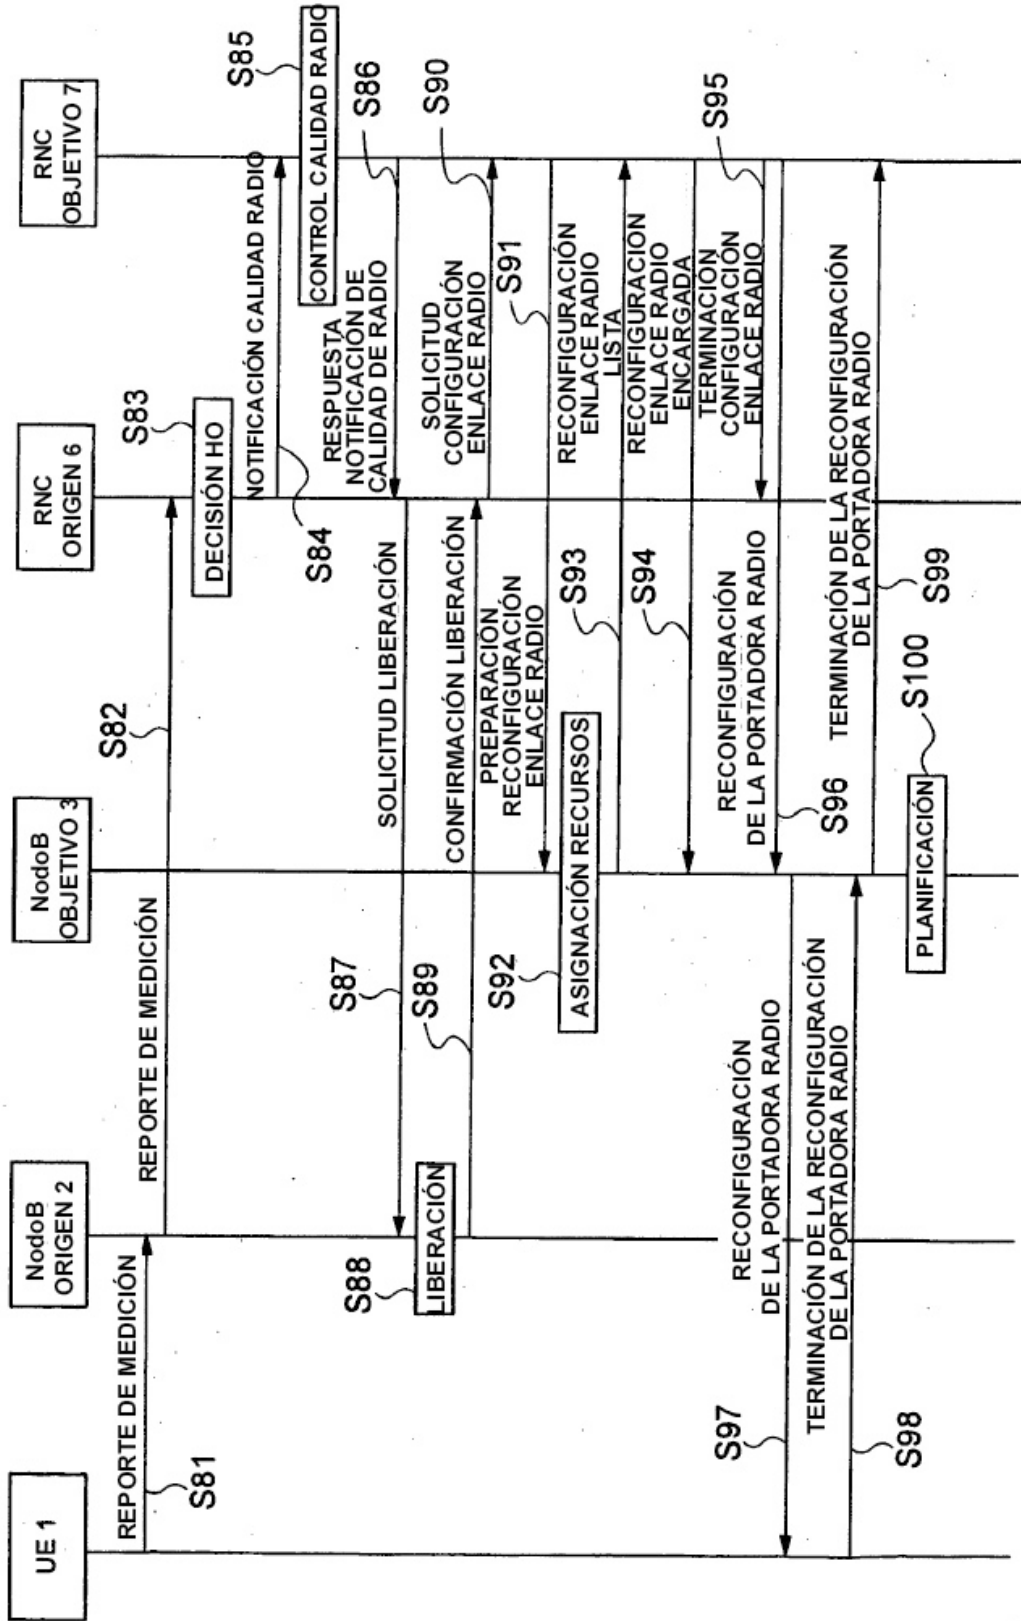 UE 1
NodoB
ORIGEN 2
NodoB
OBJETIVO 3
RNC
ORIGEN 6
RNC
OBJETIVO 7
REPORTE DE MEDICIÓN
S81
REPORTE DE MEDICIÓN
S82
S83
DECISIÓN HO
NOTIFICACIÓN CALIDAD RADIO
S84
S85
CONTROL CALIDAD RADIO
RESPUESTA
NOTIFICACIÓN DE
CALIDAD DE RADIO
S86
SOLICITUD LIBERACIÓN
S87
S88
LIBERACIÓN
CONFIRMACIÓN LIBERACIÓN
S89
SOLICITUD
CONFIGURACIÓN
ENLACE RADIO
S90
PREPARACIÓN
RECONFIGURACIÓN
ENLACE RADIO
S91
S92
ASIGNACIÓN RECURSOS
RECONFIGURACIÓN
ENLACE RADIO
LISTA
S93
RECONFIGURACIÓN
ENLACE RADIO
ENCARGADA
S94
TERMINACIÓN
CONFIGURACIÓN
ENLACE RADIO
S95
RECONFIGURACIÓN
DE LA PORTADORA RADIO
S96
RECONFIGURACIÓN
DE LA PORTADORA RADIO
S97
TERMINACIÓN DE LA RECONFIGURACIÓN
DE LA PORTADORA RADIO
S98
TERMINACIÓN DE LA RECONFIGURACIÓN
DE LA PORTADORA RADIO
S99
S100
PLANIFICACIÓN